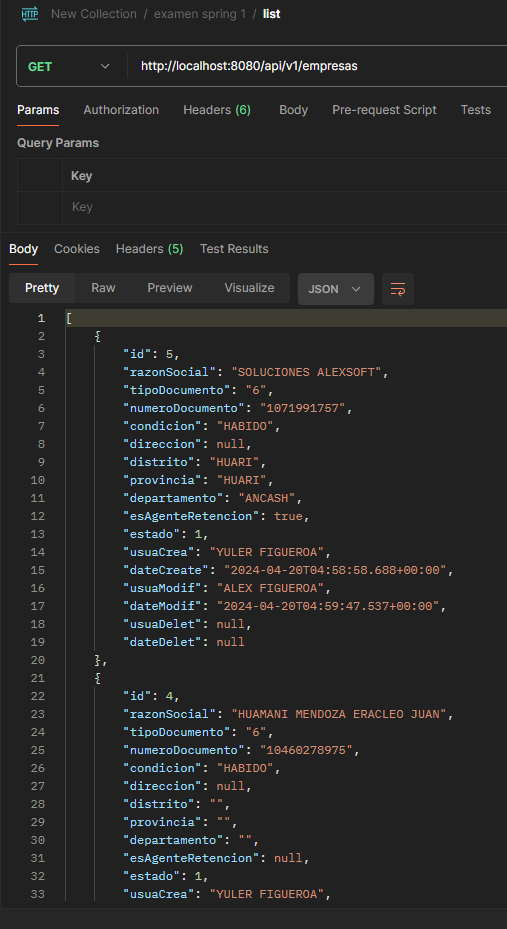 HTTP New Collection / examen spring 1 / list
GET http://localhost:8080/api/v1/empresas
Params Authorization Headers (6) Body Pre-request Script Tests
Query Params
Key
Key
Body Cookies Headers (5) Test Results
Pretty Raw Preview Visualize JSON
1 [
2 {
3 "id": 5,
4 "razonSocial": "SOLUCIONES ALEXSOFT",
5 "tipoDocumento": "6",
6 "numeroDocumento": "1071991757",
7 "condicion": "HABIDO",
8 "direccion": null,
9 "distrito": "HUARI",
10 "provincia": "HUARI",
11 "departamento": "ANCASH",
12 "esAgenteRetencion": true,
13 "estado": 1,
14 "usuaCrea": "YULER FIGUEROA",
15 "dateCreate": "2024-04-20T04:58:58.688+00:00",
16 "usuaModif": "ALEX FIGUEROA",
17 "dateModif": "2024-04-20T04:59:47.537+00:00",
18 "usuaDelet": null,
19 "dateDelet": null
20 },
21 {
22 "id": 4,
23 "razonSocial": "HUAMANI MENDOZA ERACLEO JUAN",
24 "tipoDocumento": "6",
25 "numeroDocumento": "10460278975",
26 "condicion": "HABIDO",
27 "direccion": null,
28 "distrito": "",
29 "provincia": "",
30 "departamento": "",
31 "esAgenteRetencion": null,
32 "estado": 1,
33 "usuaCrea": "YULER FIGUEROA",